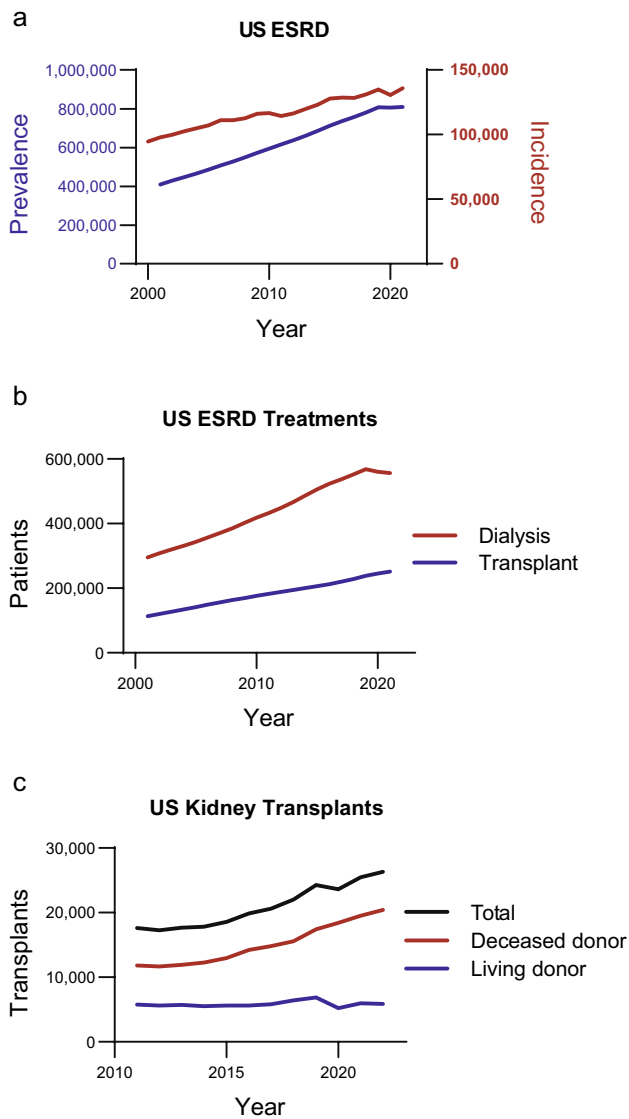 a
US ESRD
1,000,000
800,000
600,000
400,000
200,000
0
Prevalence
150,000
100,000
50,000
0
Incidence
2000
2010
2020
Year
b
US ESRD Treatments
600,000
400,000
200,000
0
Patients
Dialysis
Transplant
2000
2010
2020
Year
c
US Kidney Transplants
30,000
20,000
10,000
0
Transplants
Total
Deceased donor
Living donor
2010
2015
2020
Year